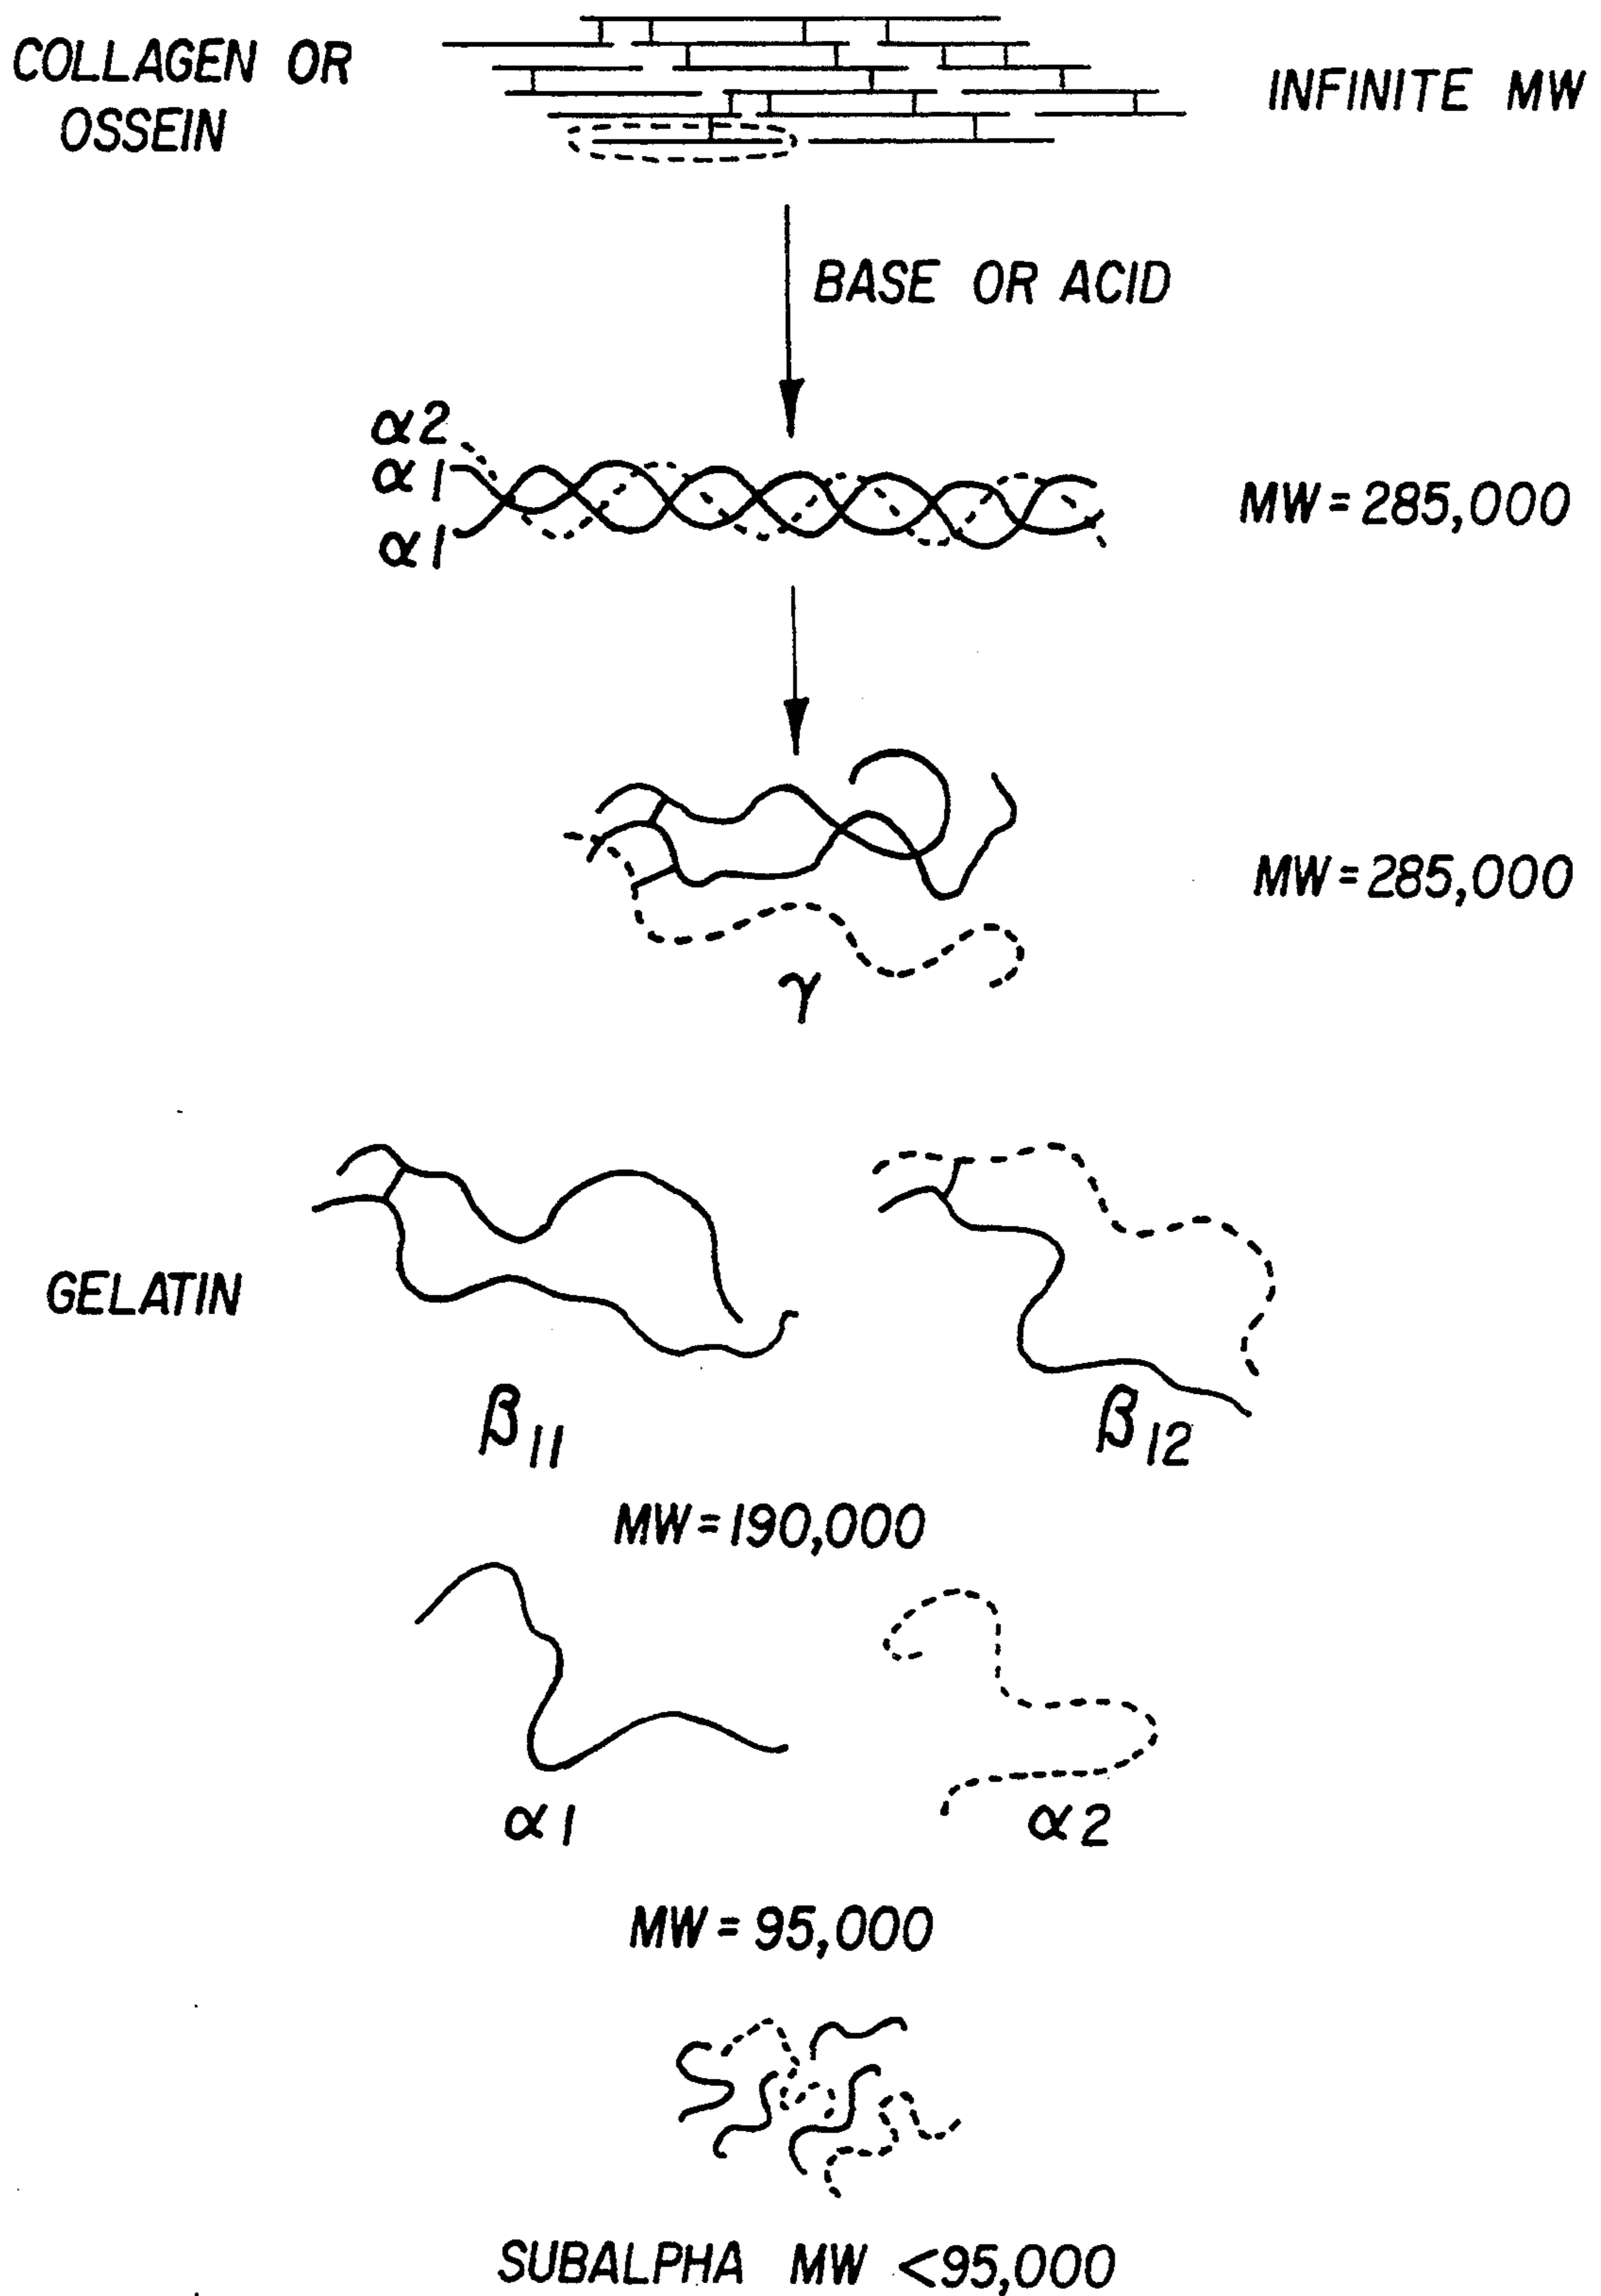 COLLAGEN OR
OSSEIN
INFINITE MW
BASE OR ACID
α2
α1
α1
MW=285,000
MW=285,000
γ
GELATIN
β11
β12
MW=190,000
α1
α2
MW=95,000
SUBALPHA MW <95,000